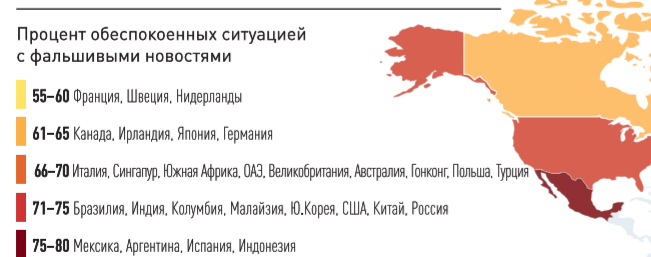 Процент обеспокоенных ситуацией
с фальшивыми новостями
55–60 Франция, Швеция, Нидерланды
61–65 Канада, Ирландия, Япония, Германия
66–70 Италия, Сингапур, Южная Африка, ОАЭ, Великобритания, Австралия, Гонконг, Польша, Турция
71–75 Бразилия, Индия, Колумбия, Малайзия, Ю.Корея, США, Китай, Россия
75–80 Мексика, Аргентина, Испания, Индонезия